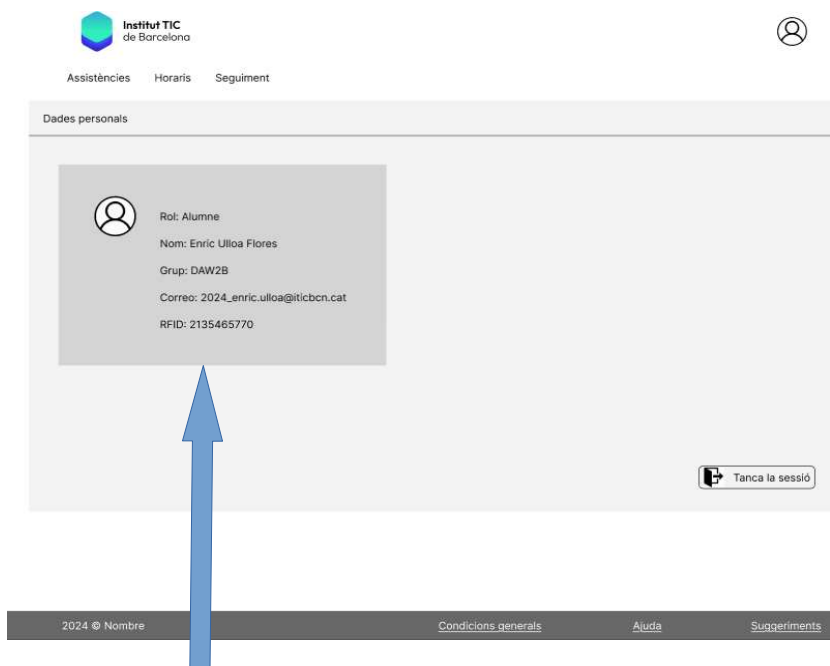 Institut TIC
de Barcelona
Assistències Horaris Seguiment
Dades personals
Rol: Alumne
Nom: Enric Ulloa Flores
Grup: DAW2B
Correo: 2024_enric.ulloa@iticbcn.cat
RFID: 2135465770
Tanca la sessió
2024 © Nombre Condicions generals Ajuda Suggeriments